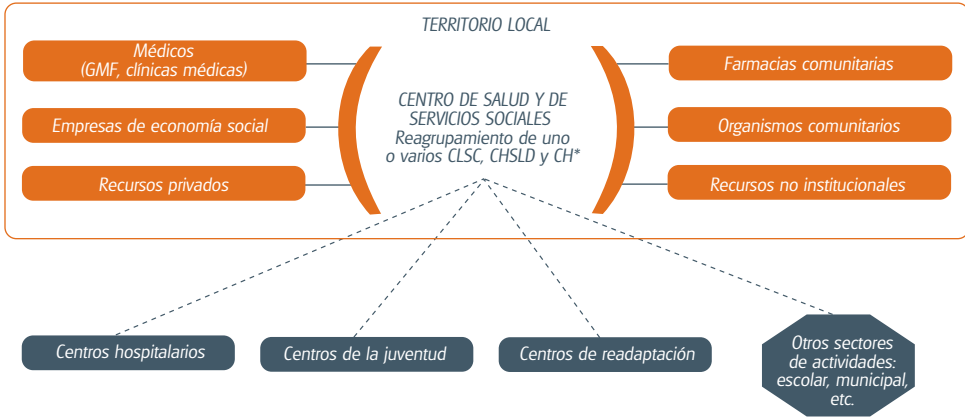 TERRITORIO LOCAL
Médicos
(GMF, clínicas médicas)
Empresas de economía social
Recursos privados
CENTRO DE SALUD Y DE
SERVICIOS SOCIALES
Reagrupamiento de uno
o varios CLSC, CHSLD y CH*
Farmacias comunitarias
Organismos comunitarios
Recursos no institucionales
Centros hospitalarios
Centros de la juventud
Centros de readaptación
Otros sectores
de actividades:
escolar, municipal,
etc.